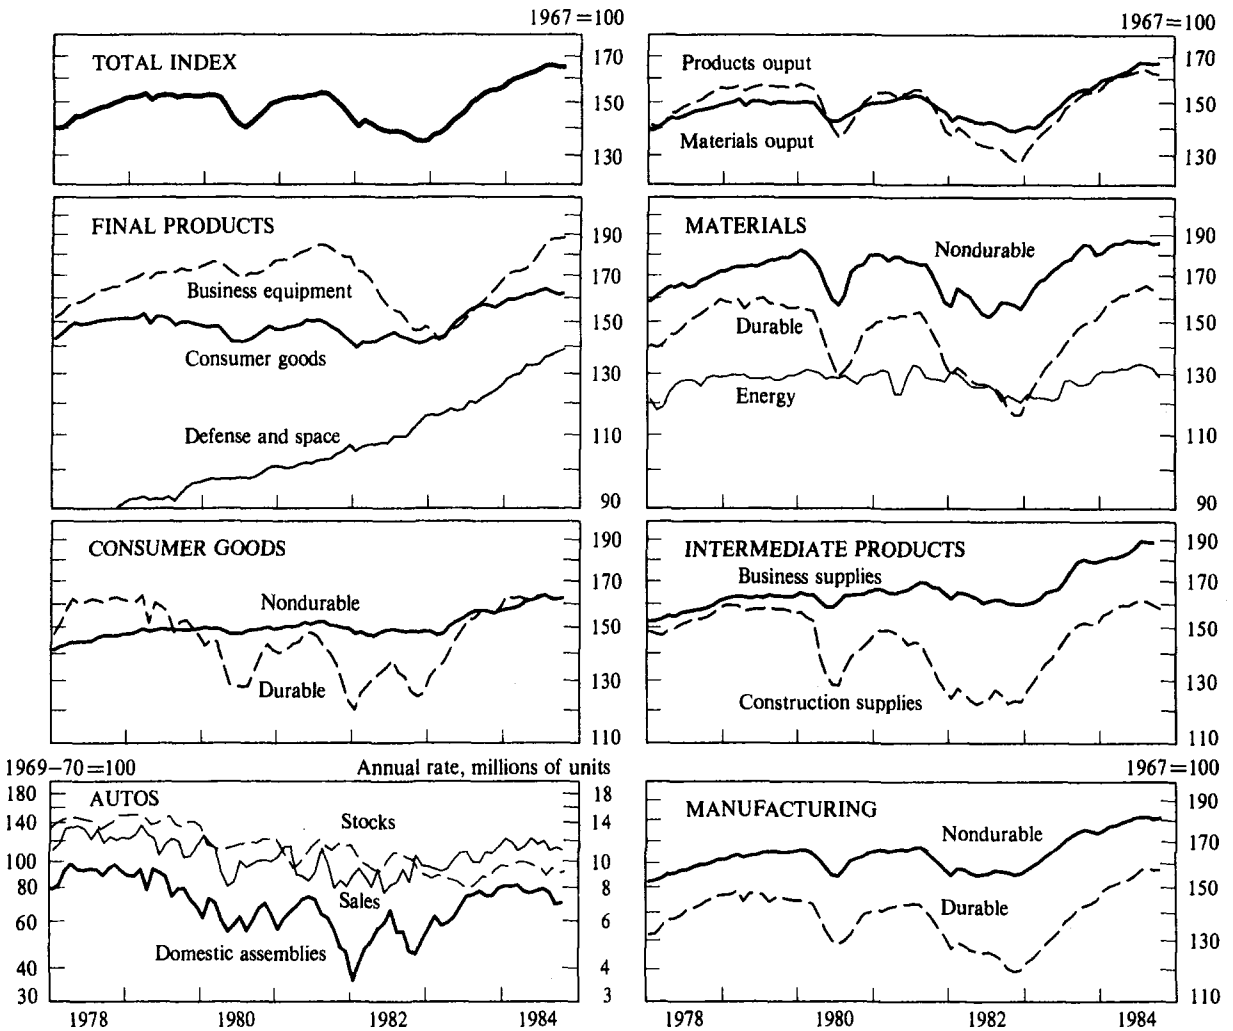 1967=100
TOTAL INDEX
170
150
130
1967=100
Products ouput
Materials ouput
170
150
130
FINAL PRODUCTS
Business equipment
Consumer goods
Defense and space
190
170
150
130
110
90
MATERIALS
Nondurable
Durable
Energy
190
170
150
130
110
90
CONSUMER GOODS
Nondurable
Durable
190
170
150
130
110
INTERMEDIATE PRODUCTS
Business supplies
Construction supplies
190
170
150
130
110
1969–70=100
Annual rate, millions of units
AUTOS
Stocks
Sales
Domestic assemblies
180
140
100
80
60
40
30
18
14
10
8
6
4
3
1978
1980
1982
1984
1967=100
MANUFACTURING
Nondurable
Durable
190
170
150
130
110
1978
1980
1982
1984